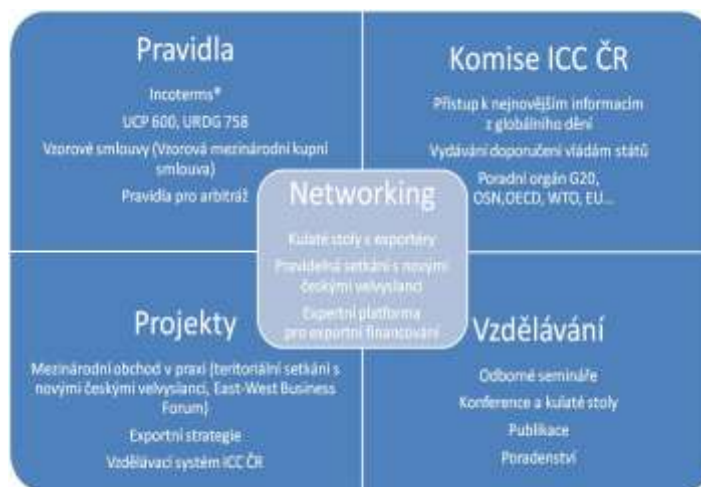 Pravidla
Incoterms®
UCP 600, URDG 758
Vzorové smlouvy (Vzorová mezinárodní kupní
smlouva)
Pravidla pro arbitráž
Komise ICC ČR
Přístup k nejnovějším informacím
z globálního dění
Vydávání doporučení vládám států
Poradní orgán G20,
OSN,OECD, WTO, EU...
Networking
Kulaté stoly s exportéry
Pravidelná setkání s novými
českými velvyslanci
Expertní platforma
pro exportní financování
Projekty
Mezinárodní obchod v praxi (teritoriální setkání s
novými českými velvyslanci, East-West Business
Forum)
Exportní strategie
Vzdělávací systém ICC ČR
Vzdělávání
Odborné semináře
Konference a kulaté stoly
Publikace
Poradenství